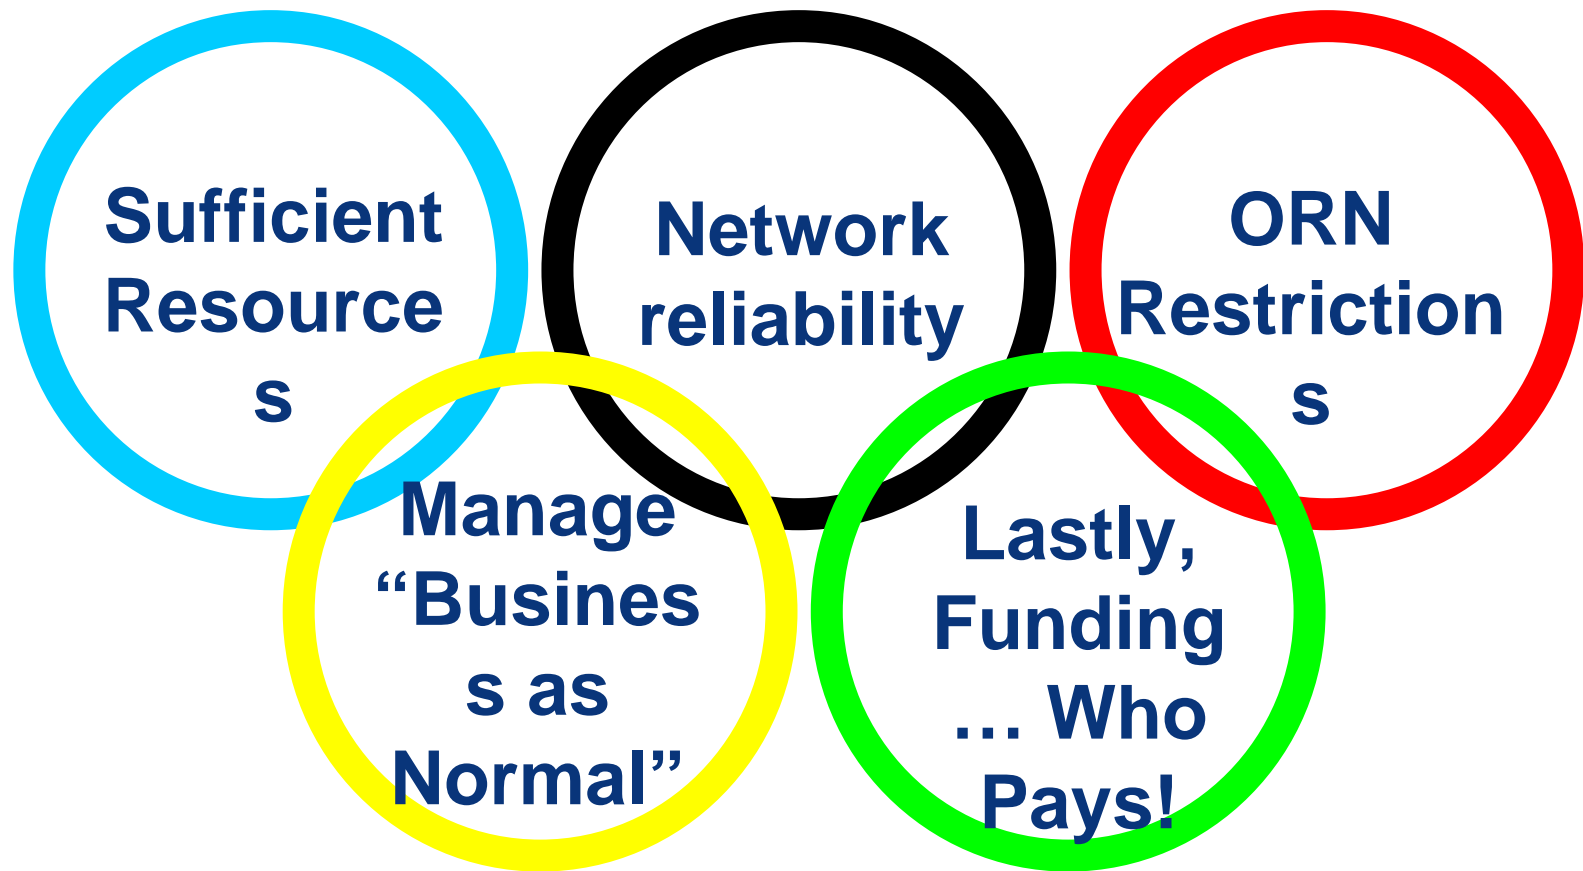 Sufficient
Resource
s
Network
reliability
ORN
Restriction
s
Manage
“Busines
s as
Normal”
Lastly,
Funding
… Who
Pays!